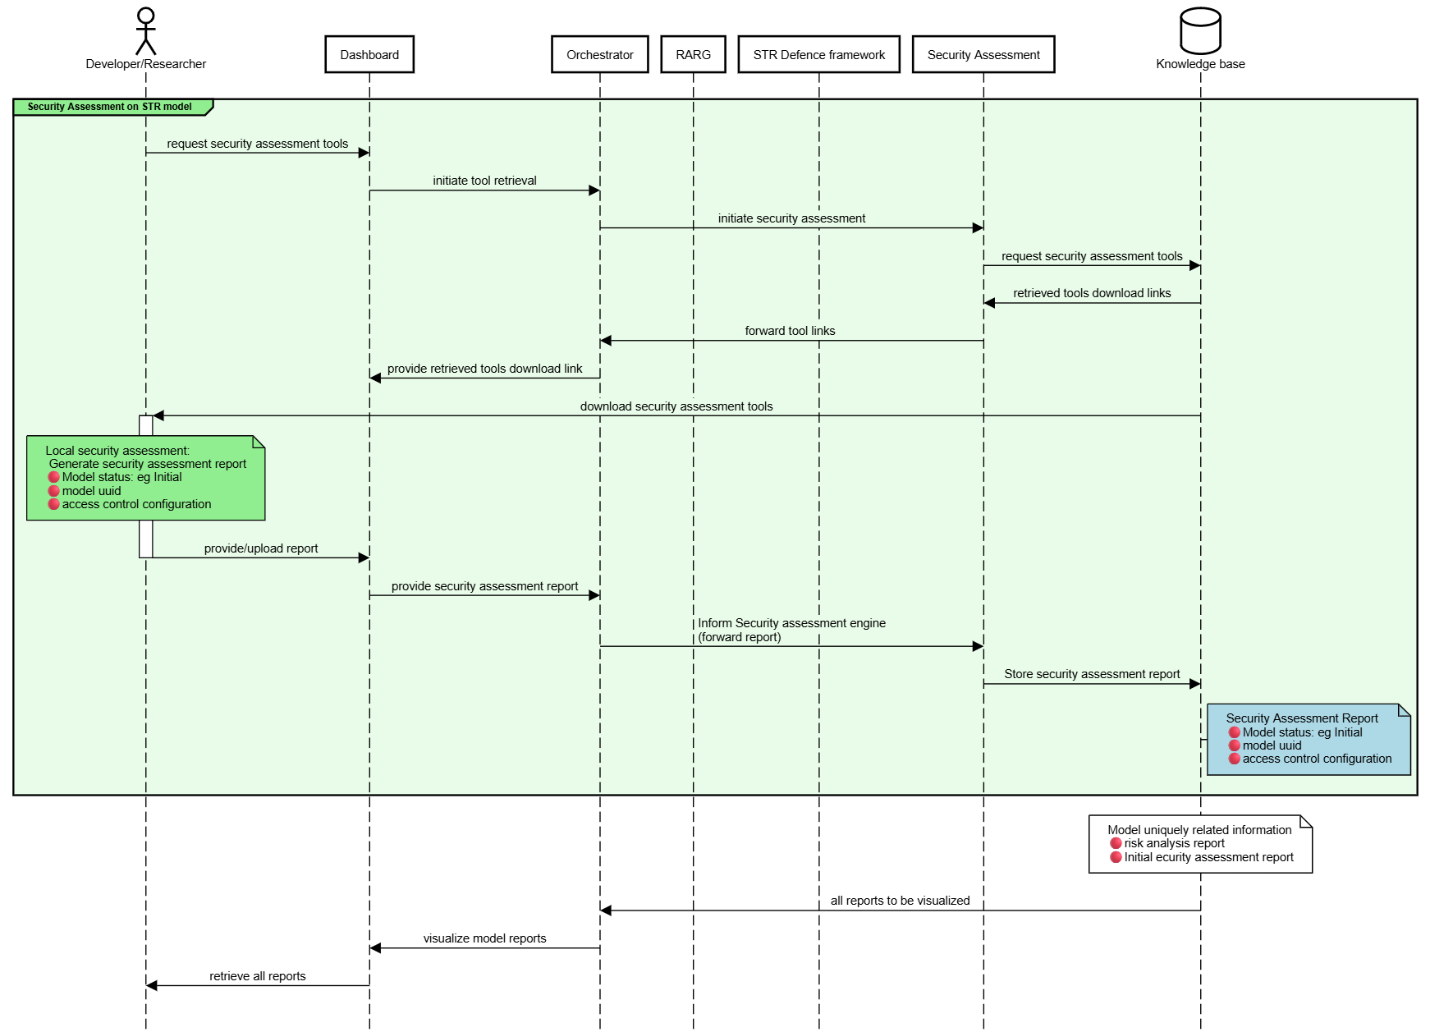 Developer/Researcher
Dashboard
Orchestrator
RARG
STR Defence framework
Security Assessment
Knowledge base
Security Assessment on STR model
request security assessment tools
initiate tool retrieval
initiate security assessment
request security assessment tools
retrieved tools download links
forward tool links
provide retrieved tools download link
download security assessment tools
Local security assessment:
Generate security assessment report
Model status: eg Initial
model uuid
access control configuration
provide/upload report
provide security assessment report
Inform Security assessment engine
(forward report)
Store security assessment report
Security Assessment Report
Model status: eg Initial
model uuid
access control configuration
Model uniquely related information
risk analysis report
Initial ecurity assessment report
all reports to be visualized
visualize model reports
retrieve all reports